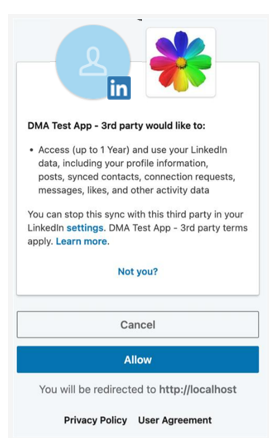 in
DMA Test App - 3rd party would like to:
• Access (up to 1 Year) and use your LinkedIn
data, including your profile information,
posts, synced contacts, connection requests,
messages, likes, and other activity data
You can stop this sync with this third party in your
LinkedIn settings. DMA Test App - 3rd party terms
apply. Learn more.
Not you?
Cancel
Allow
You will be redirected to http://localhost
Privacy Policy User Agreement